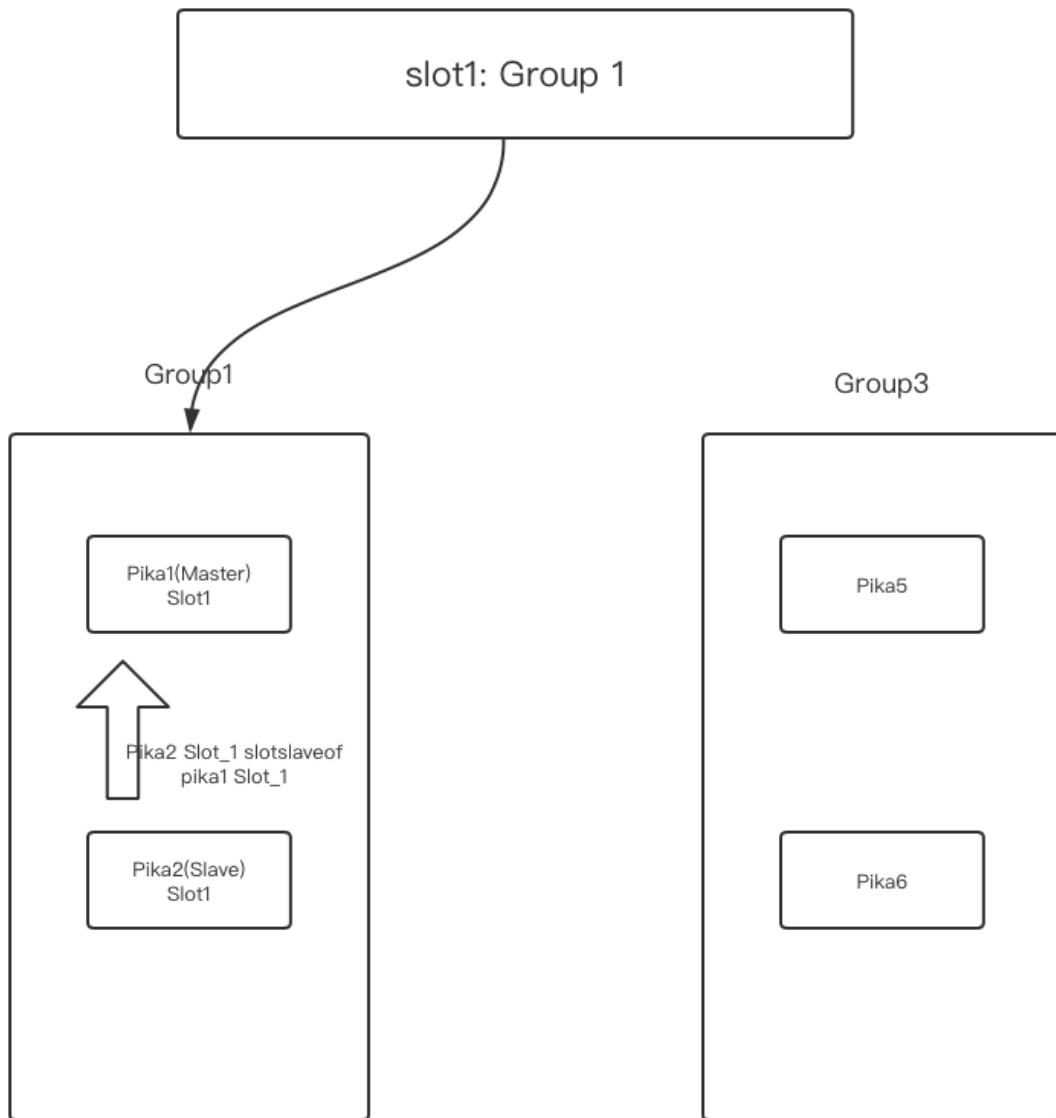 slot1: Group 1
Group1
Group3
Pika1(Master)
Slot1
Pika5
Pika2 Slot_1 slotslaveof
pika1 Slot_1
Pika2(Slave)
Slot1
Pika6